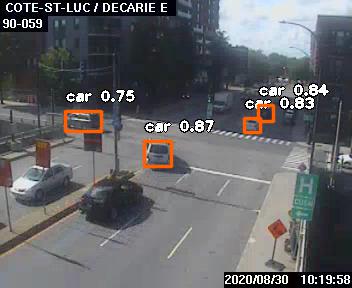 COTE-ST-LUC / DECARIE E
90-059
car 0.84
car 0.75
car 0.83
car 0.87
H
2020/08/30 10:19:58